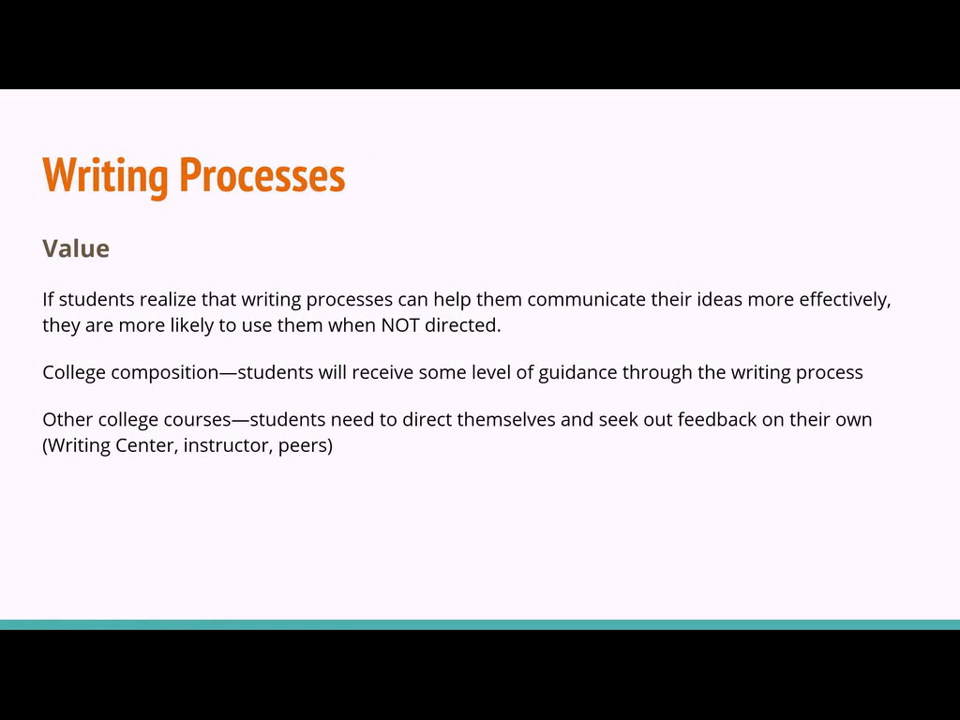 Writing Processes
Value
If students realize that writing processes can help them communicate their ideas more effectively,
they are more likely to use them when NOT directed.
College composition—students will receive some level of guidance through the writing process
Other college courses—students need to direct themselves and seek out feedback on their own
(Writing Center, instructor, peers)